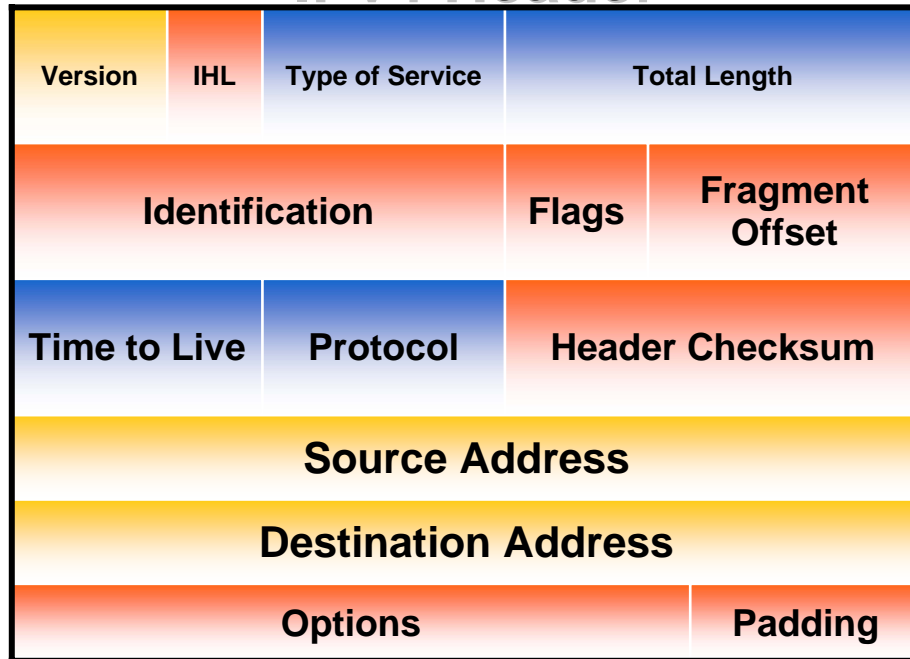 Version IHL Type of Service Total Length
Identification Flags Fragment
Offset
Time to Live Protocol Header Checksum
Source Address
Destination Address
Options Padding